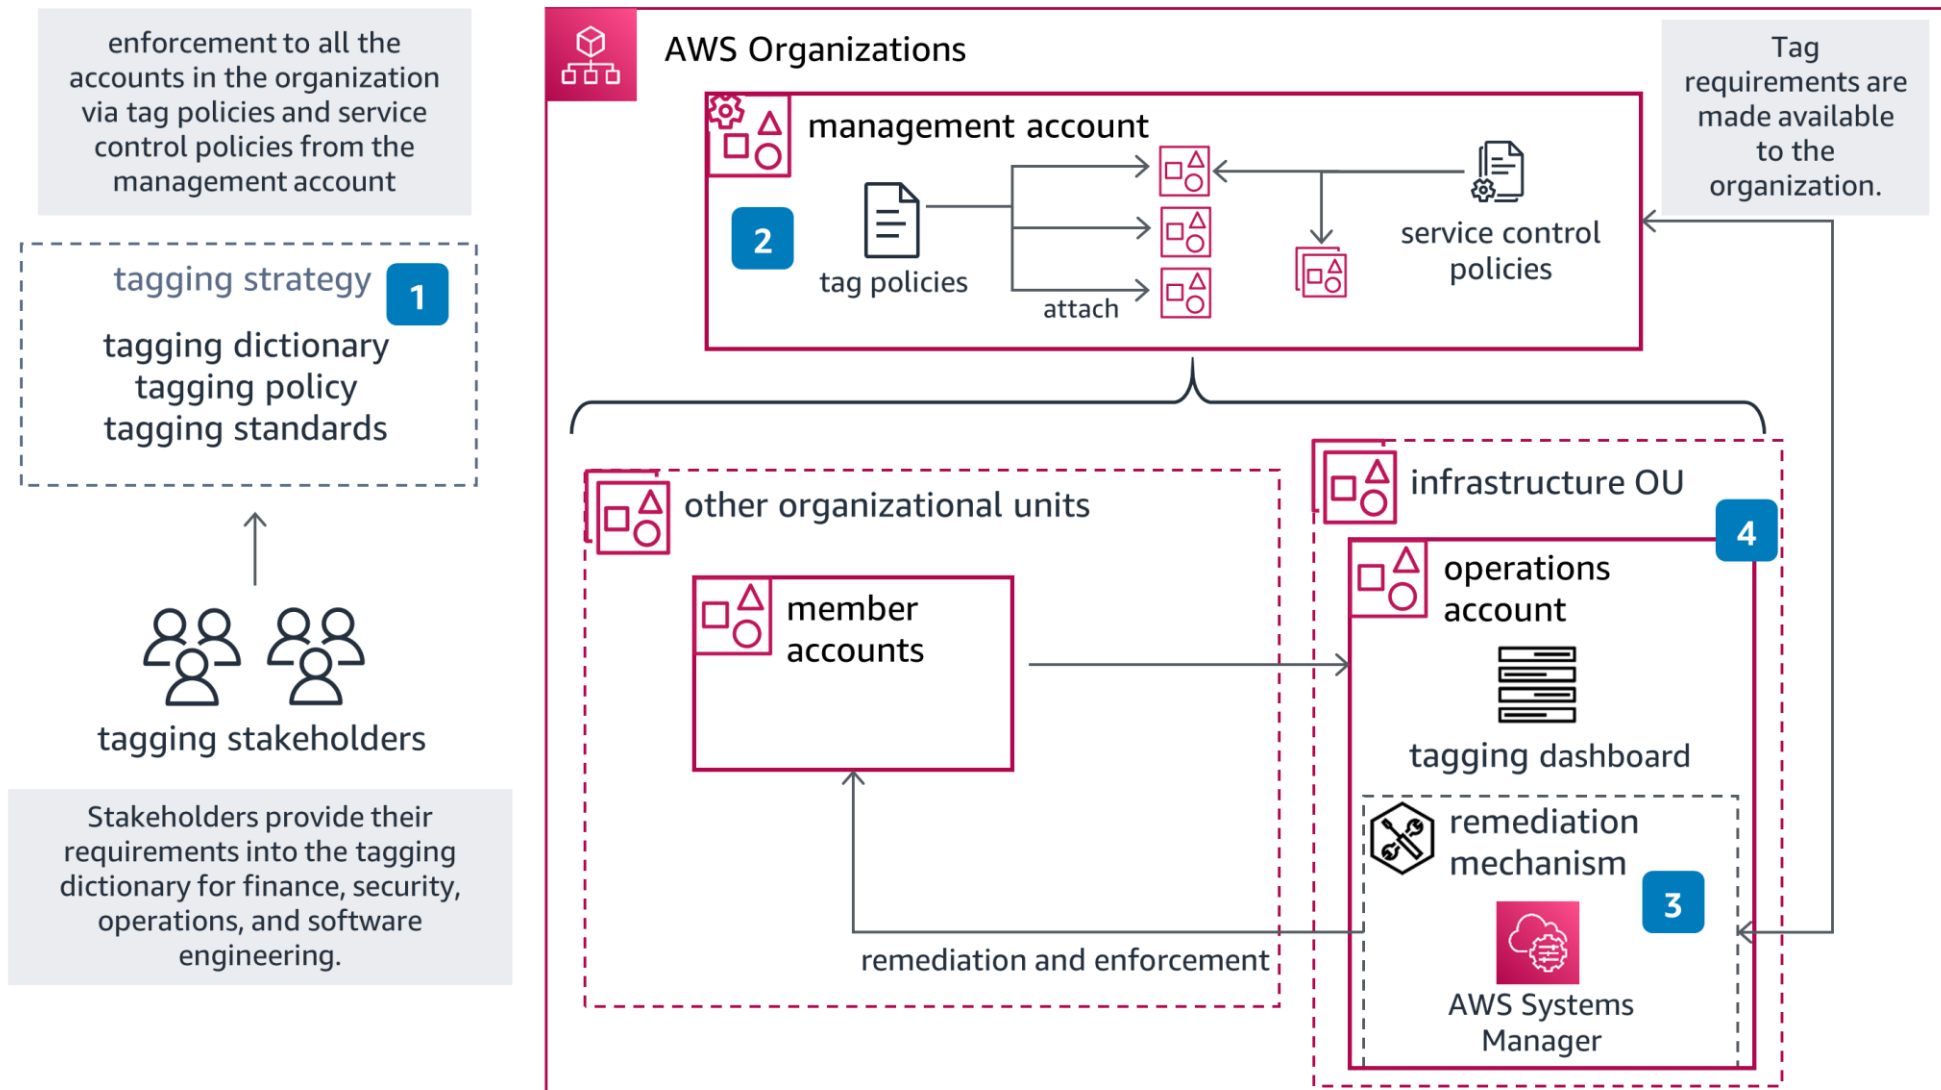 enforcement to all the
accounts in the organization
via tag policies and service
control policies from the
management account
tagging strategy
1
tagging dictionary
tagging policy
tagging standards
tagging stakeholders
Stakeholders provide their
requirements into the tagging
dictionary for finance, security,
operations, and software
engineering.
AWS Organizations
management account
2
tag policies
attach
service control
policies
Tag
requirements are
made available
to the
organization.
other organizational units
member
accounts
infrastructure OU
4
operations
account
tagging dashboard
remediation
mechanism
3
AWS Systems
Manager
remediation and enforcement